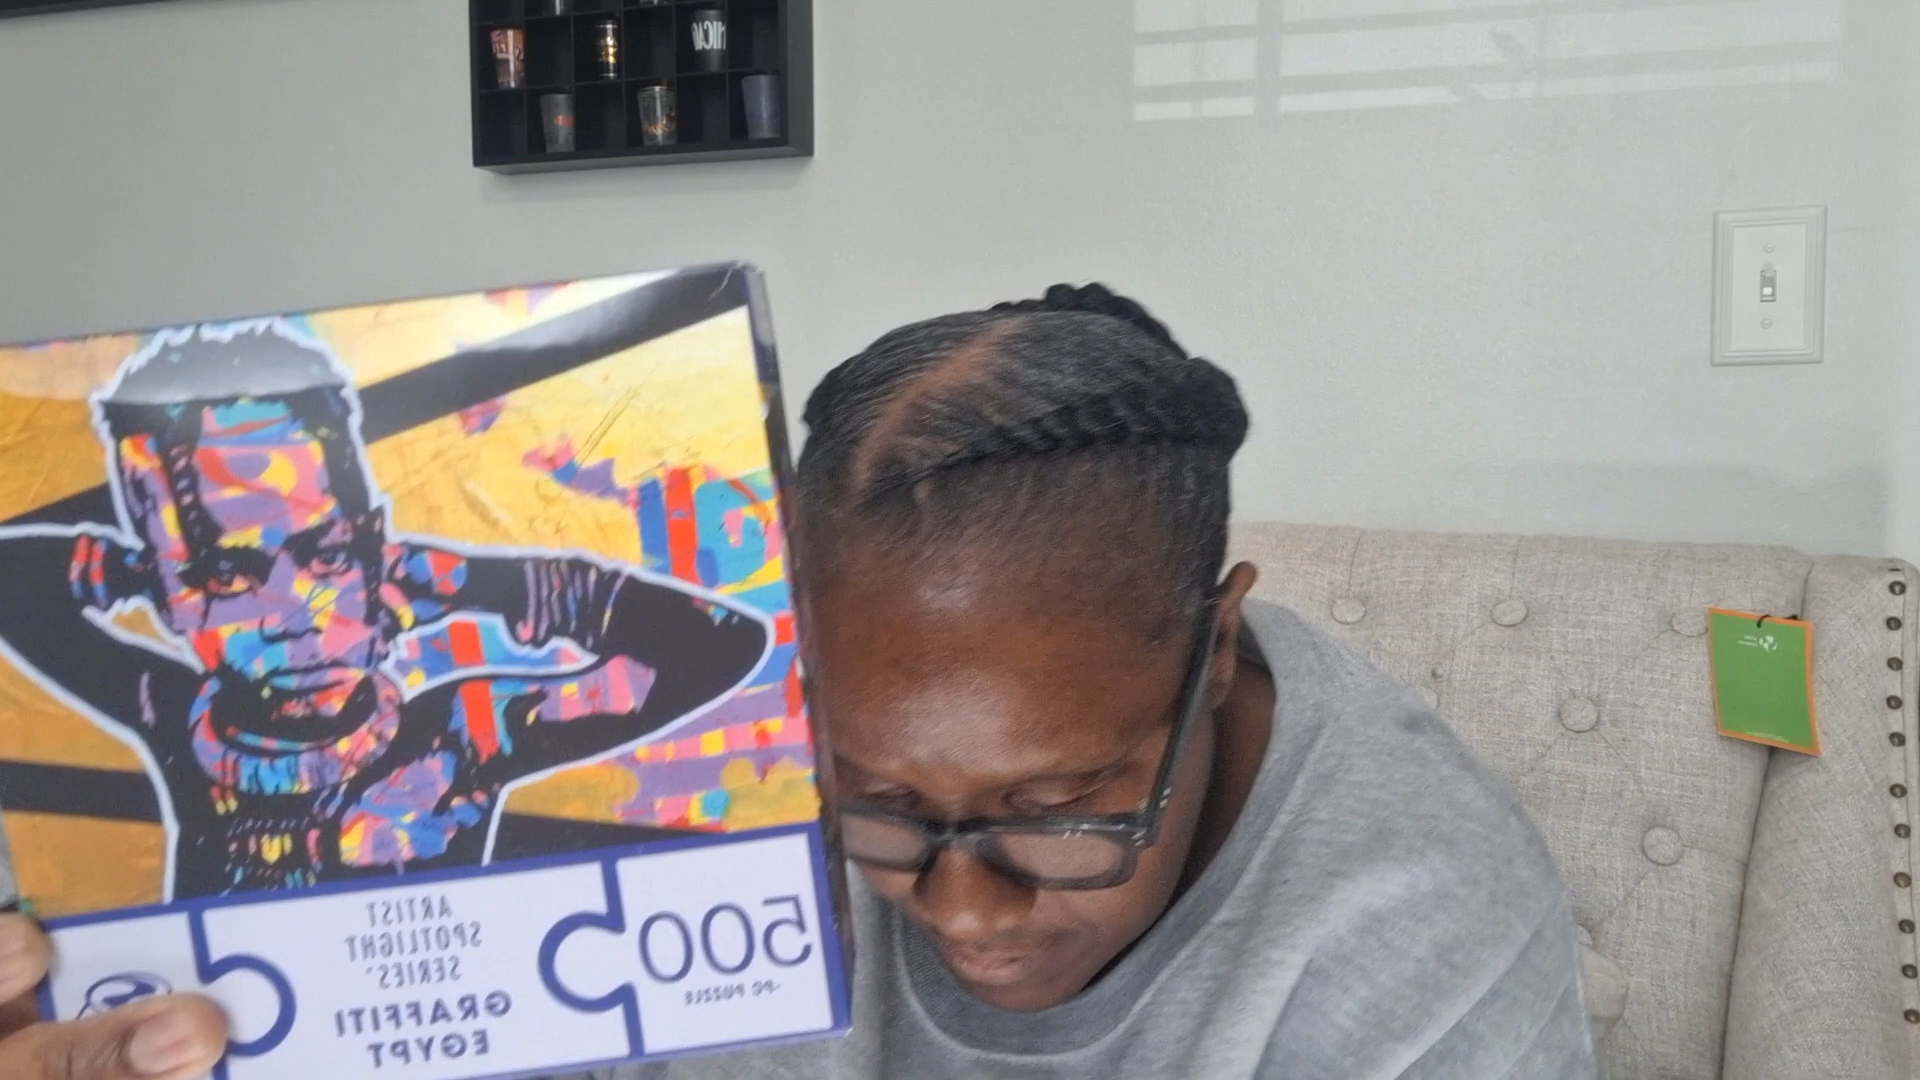 ARTIST
SPOTLIGHT
SERIES
GRAFFITI
EGYPT
500
-PC PUZZLE